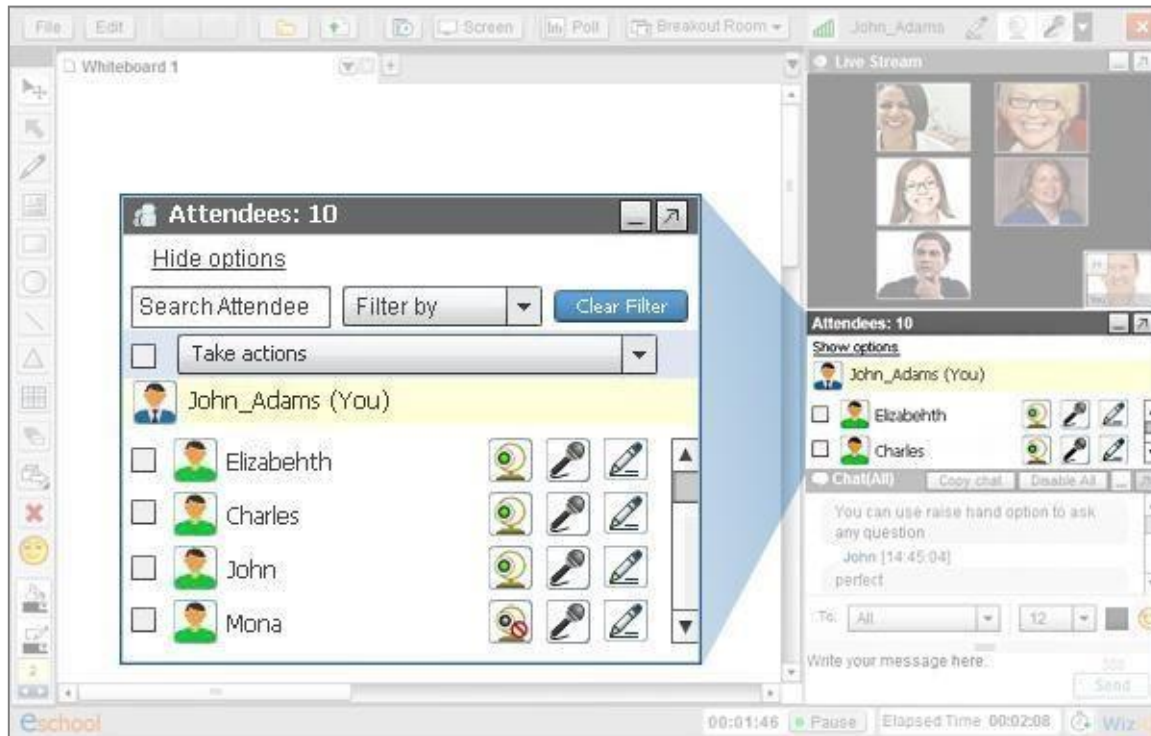 File Edit Screen Poll Breakout Room John_Adams
Whiteboard 1
Live Stream
Attendees: 10
Hide options
Search Attendee Filter by Clear Filter
Take actions
John_Adams (You)
Elizabehth
Charles
John
Mona
Attendees: 10
Show options
John_Adams (You)
Elizabehth
Charles
Chat(All) Copy chat Disable All
You can use raise hand option to ask
any question
John [14:45:04]
perfect
To: All 12
Write your message here.
500
Send
2
eschool 00:01:46 Pause Elapsed Time 00:02:08 WizIQ